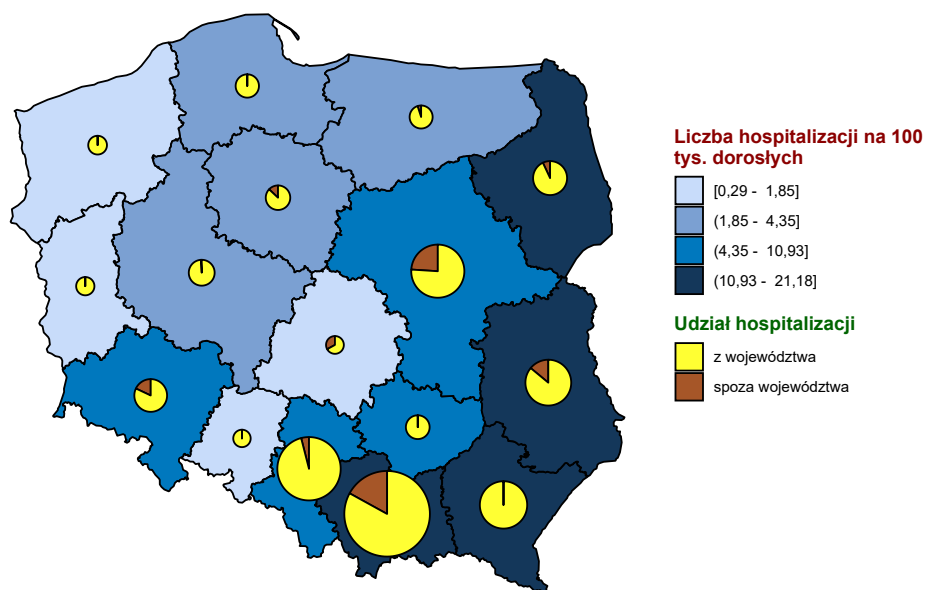 Liczba hospitalizacji na 100
tys. dorosłych
[0,29 - 1,85]
(1,85 - 4,35]
(4,35 - 10,93]
(10,93 - 21,18]
Udział hospitalizacji
z województwa
spoza województwa